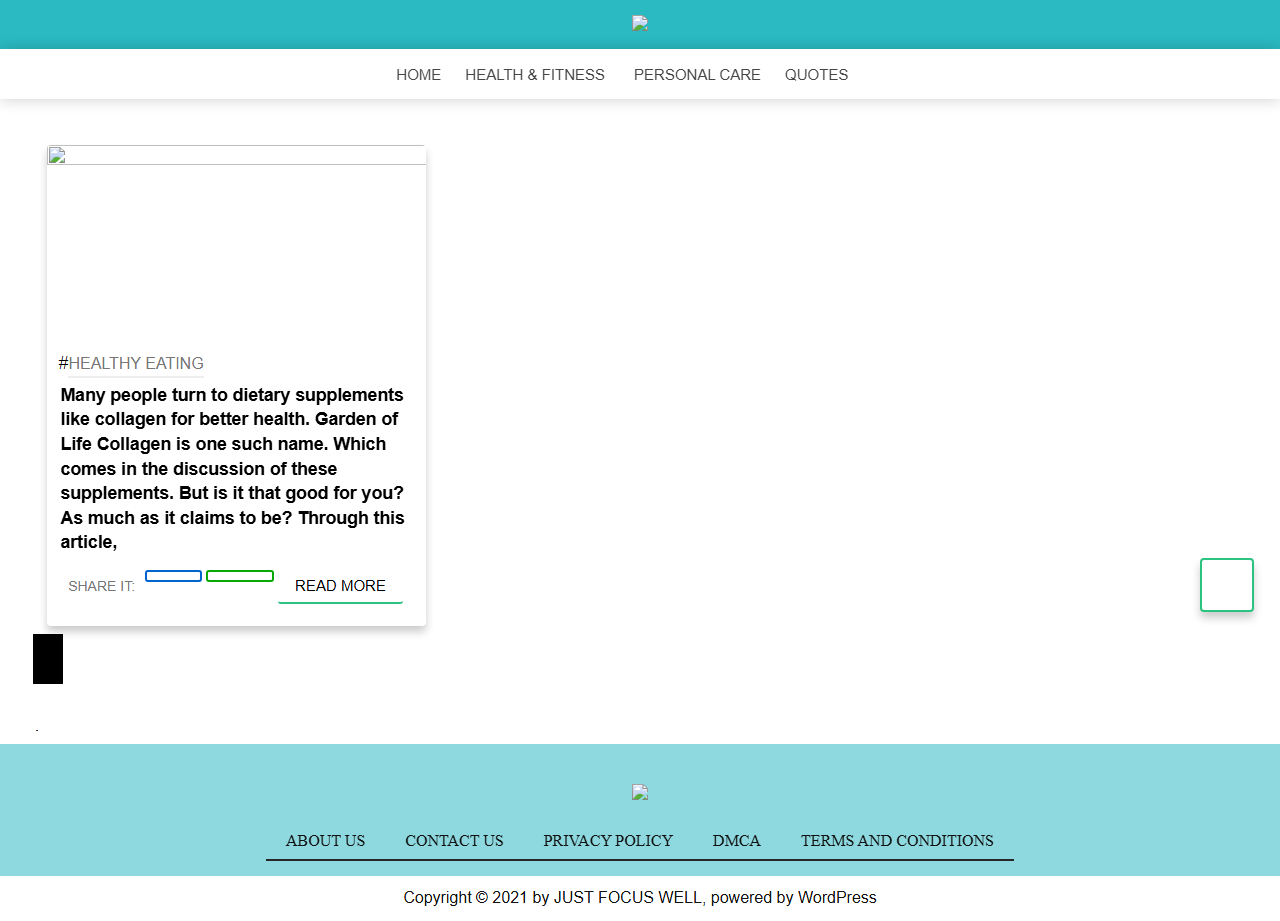 HOME HEALTH & FITNESS PERSONAL CARE QUOTES
#HEALTHY EATING
Many people turn to dietary supplements
like collagen for better health. Garden of
Life Collagen is one such name. Which
comes in the discussion of these
supplements. But is it that good for you?
As much as it claims to be? Through this
article,
SHARE IT: READ MORE
.
ABOUT US CONTACT US PRIVACY POLICY DMCA TERMS AND CONDITIONS
Copyright © 2021 by JUST FOCUS WELL, powered by WordPress